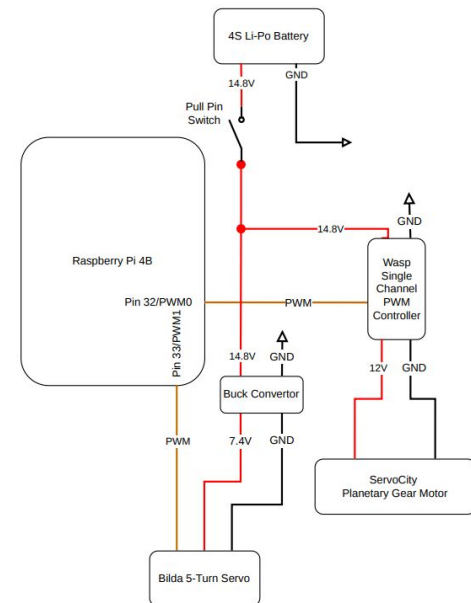 4S Li-Po Battery
14.8V
GND
Pull Pin
Switch
GND
14.8V
Raspberry Pi 4B
Wasp
Single
Channel
PWM
Controller
Pin 32/PWM0
PWM
Pin 33/PWM1
14.8V
GND
12V
GND
Buck Convertor
PWM
7.4V
GND
ServoCity
Planetary Gear Motor
Bilda 5-Turn Servo